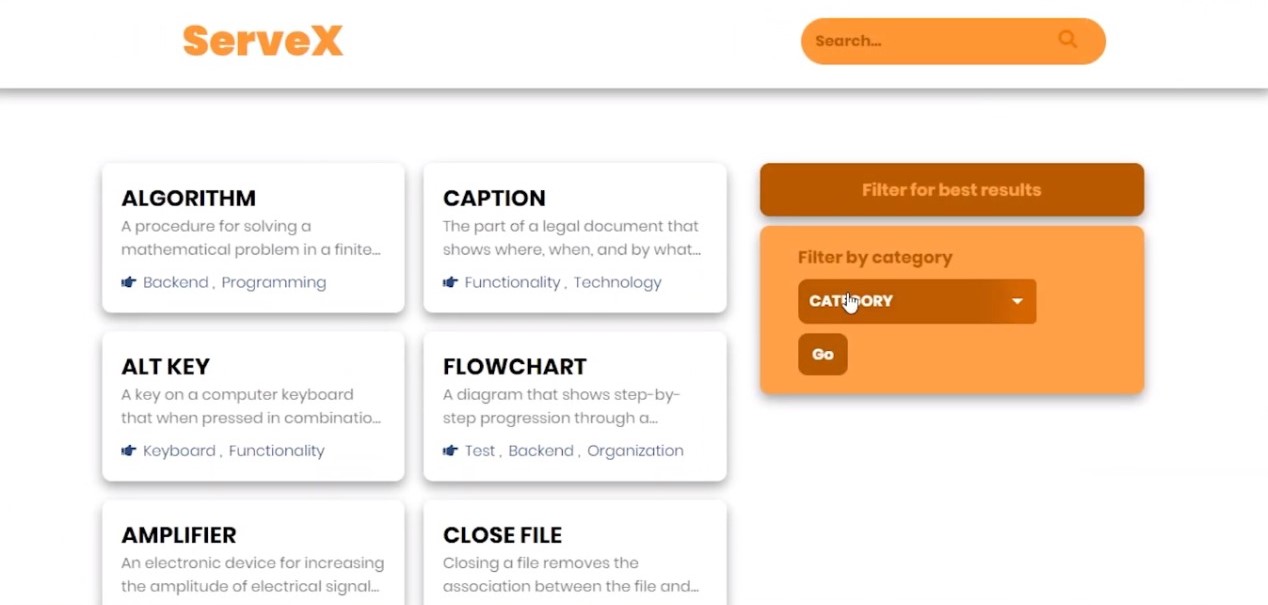 ServeX
Search...
ALGORITHM
A procedure for solving a
mathematical problem in a finite...
Backend , Programming
CAPTION
The part of a legal document that
shows where, when, and by what...
Functionality , Technology
ALT KEY
A key on a computer keyboard
that when pressed in combinatio...
Keyboard , Functionality
FLOWCHART
A diagram that shows step-by-
step progression through a...
Test , Backend , Organization
AMPLIFIER
An electronic device for increasing
the amplitude of electrical signal...
CLOSE FILE
Closing a file removes the
association between the file and...
Filter for best results
Filter by category
CATEGORY
Go